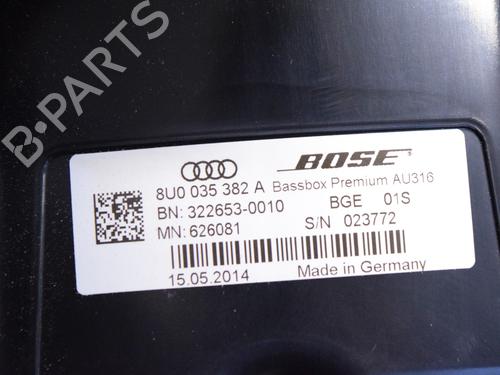 B-PARTS
BOSE
8U0 035 382 A Bassbox Premium AU316
BN: 322653-0010 BGE 01S
MN: 626081 S/N 023772
15.05.2014 Made in Germany